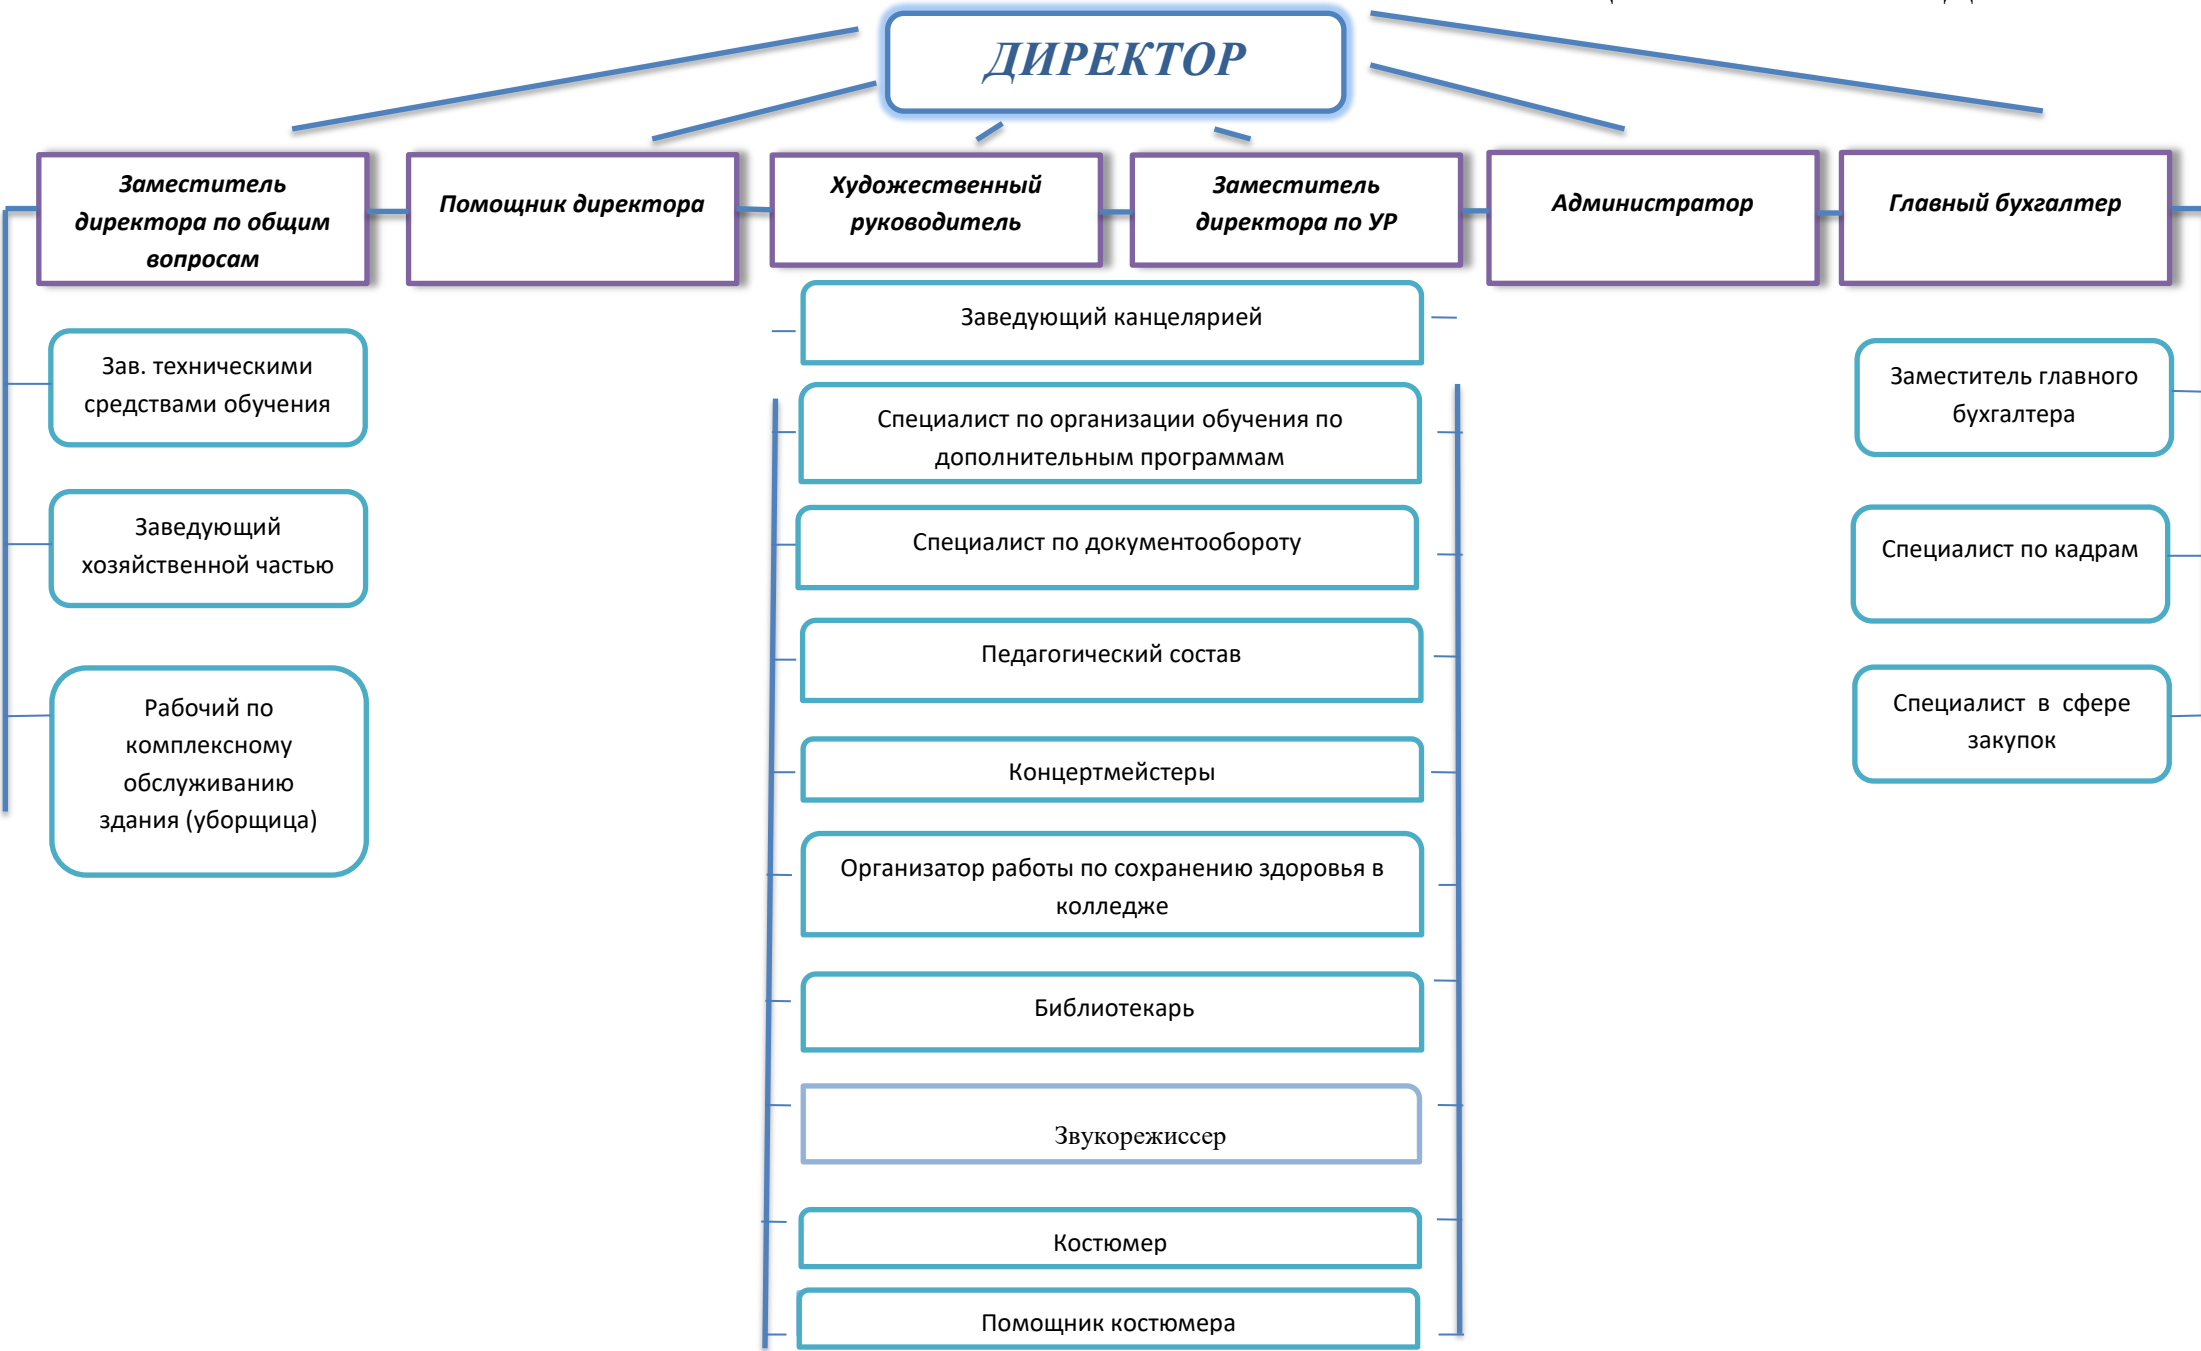 ДИРЕКТОР
Заместитель
директора по общим
вопросам
Помощник директора
Художественный
руководитель
Заместитель
директора по УР
Администратор
Главный бухгалтер
Зав. техническими
средствами обучения
Заведующий
хозяйственной частью
Рабочий по
комплексному
обслуживанию
здания (уборщица)
Заведующий канцелярией
Специалист по организации обучения по
дополнительным программам
Специалист по документообороту
Педагогический состав
Концертмейстеры
Организатор работы по сохранению здоровья в
колледже
Библиотекарь
Звукорежиссер
Костюмер
Помощник костюмера
Заместитель главного
бухгалтера
Специалист по кадрам
Специалист в сфере
закупок